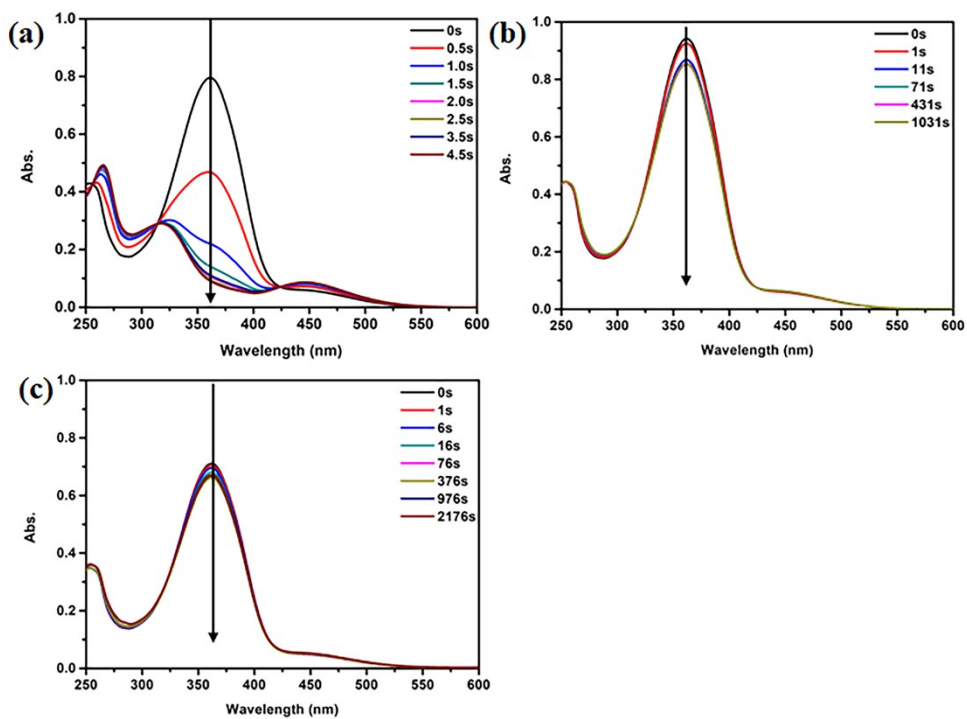 (a)
1.0
0.8
0.6
0.4
0.2
0.0
Abs.
0s
0.5s
1.0s
1.5s
2.0s
2.5s
3.5s
4.5s
250 300 350 400 450 500 550 600
Wavelength (nm)
(b)
1.0
0.8
0.6
0.4
0.2
0.0
Abs.
0s
1s
11s
71s
431s
1031s
250 300 350 400 450 500 550 600
Wavelength (nm)
(c)
1.0
0.8
0.6
0.4
0.2
0.0
Abs.
0s
1s
6s
16s
76s
376s
976s
2176s
250 300 350 400 450 500 550 600
Wavelength (nm)